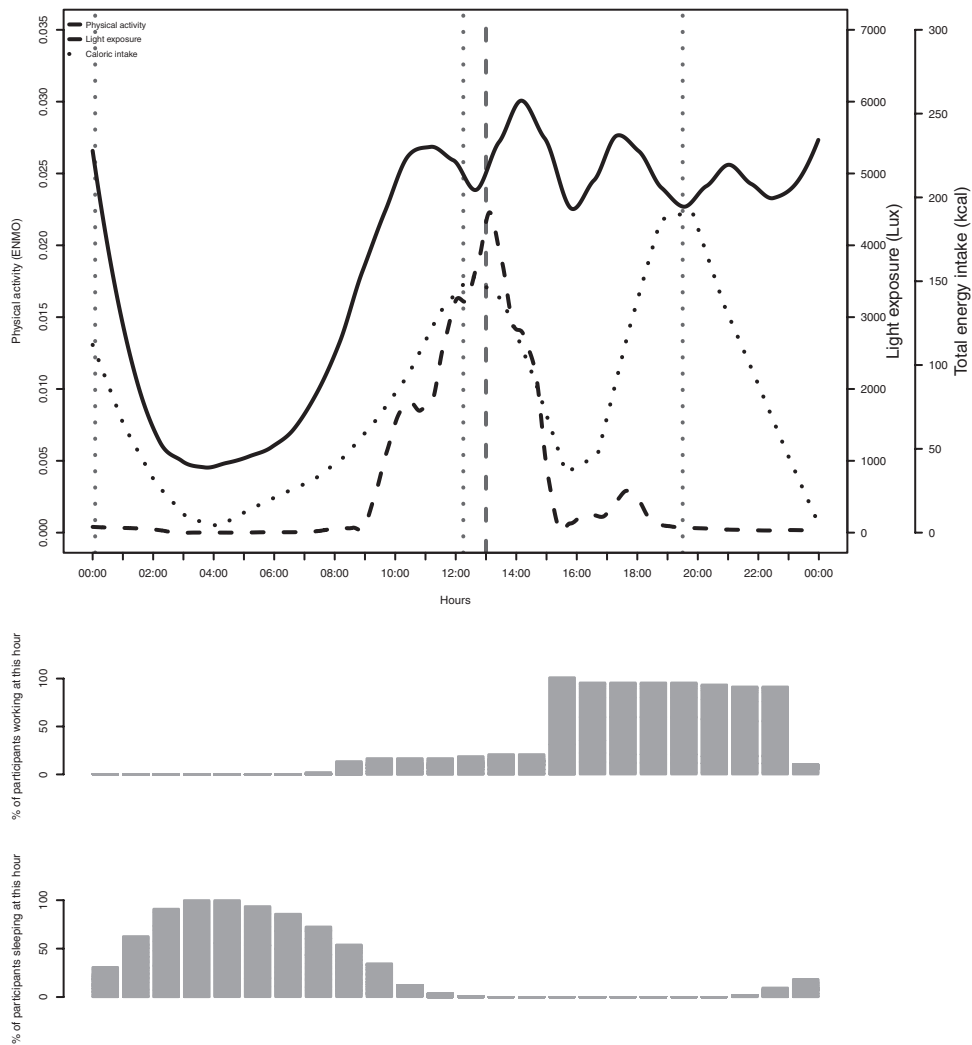 Physical activity
Light exposure
Caloric intake
Physical activity (ENMO)
0.035
0.030
0.025
0.020
0.015
0.010
0.005
0.000
7000
6000
5000
4000
3000
2000
1000
0
Light exposure (Lux)
300
250
200
150
100
50
0
Total energy intake (kcal)
00:00 02:00 04:00 06:00 08:00 10:00 12:00 14:00 16:00 18:00 20:00 22:00 00:00
Hours
% of participants working at this hour
100
50
0
% of participants sleeping at this hour
100
50
0